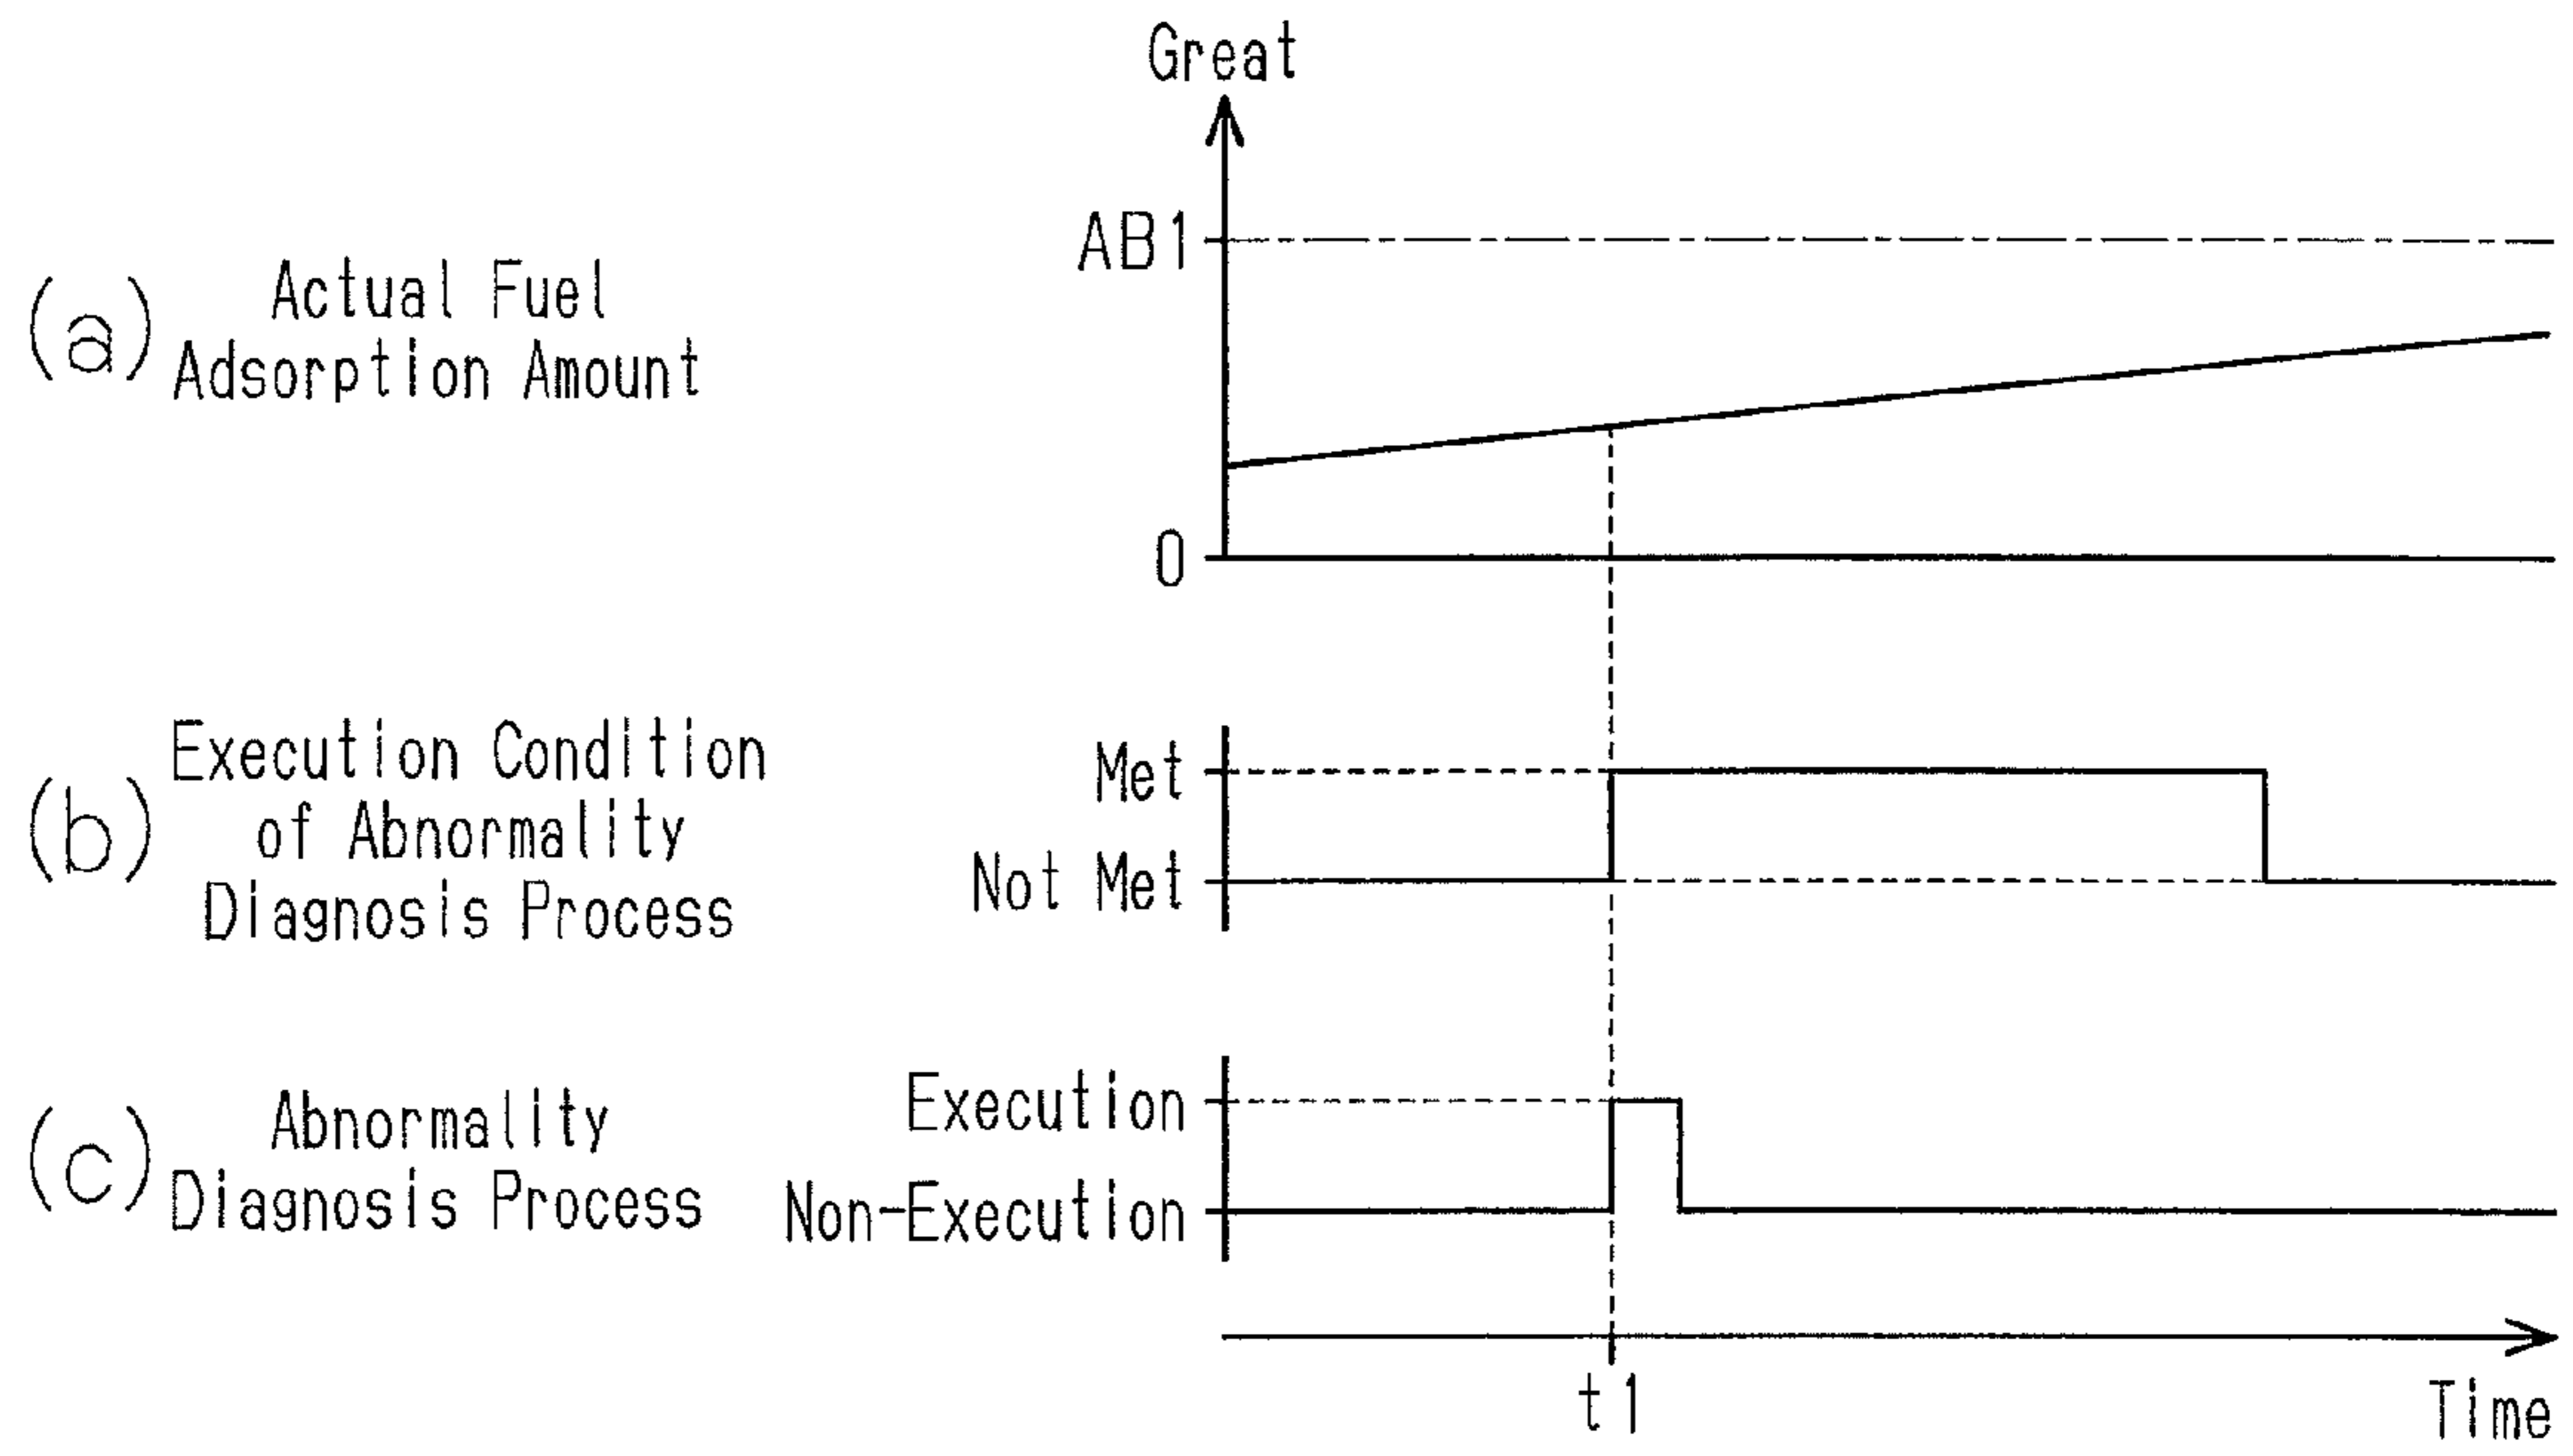 Great
AB1
(a) Actual Fuel
Adsorption Amount
0
(b) Execution Condition
of Abnormality
Diagnosis Process
Met
Not Met
(c) Abnormality
Diagnosis Process
Execution
Non-Execution
t1
Time